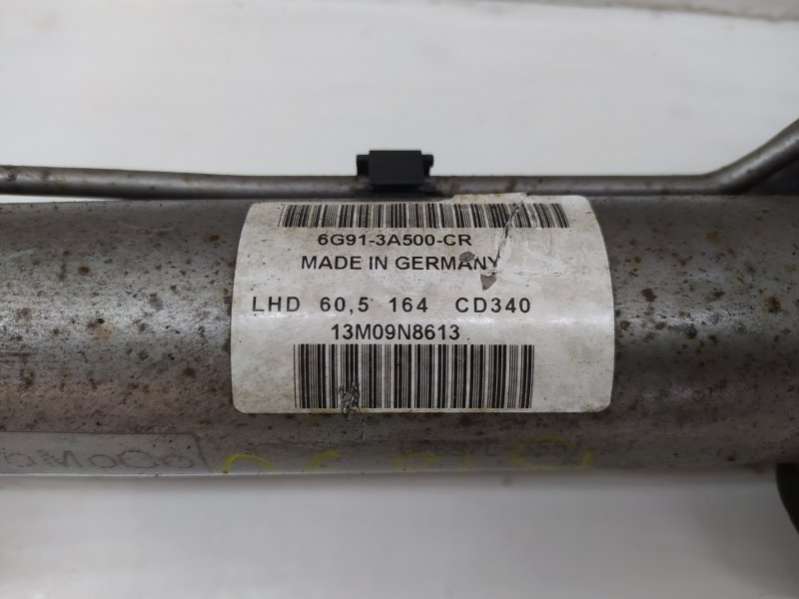 6G91-3A500-CR
MADE IN GERMANY
LHD 60,5 164 CD340
13M09N8613